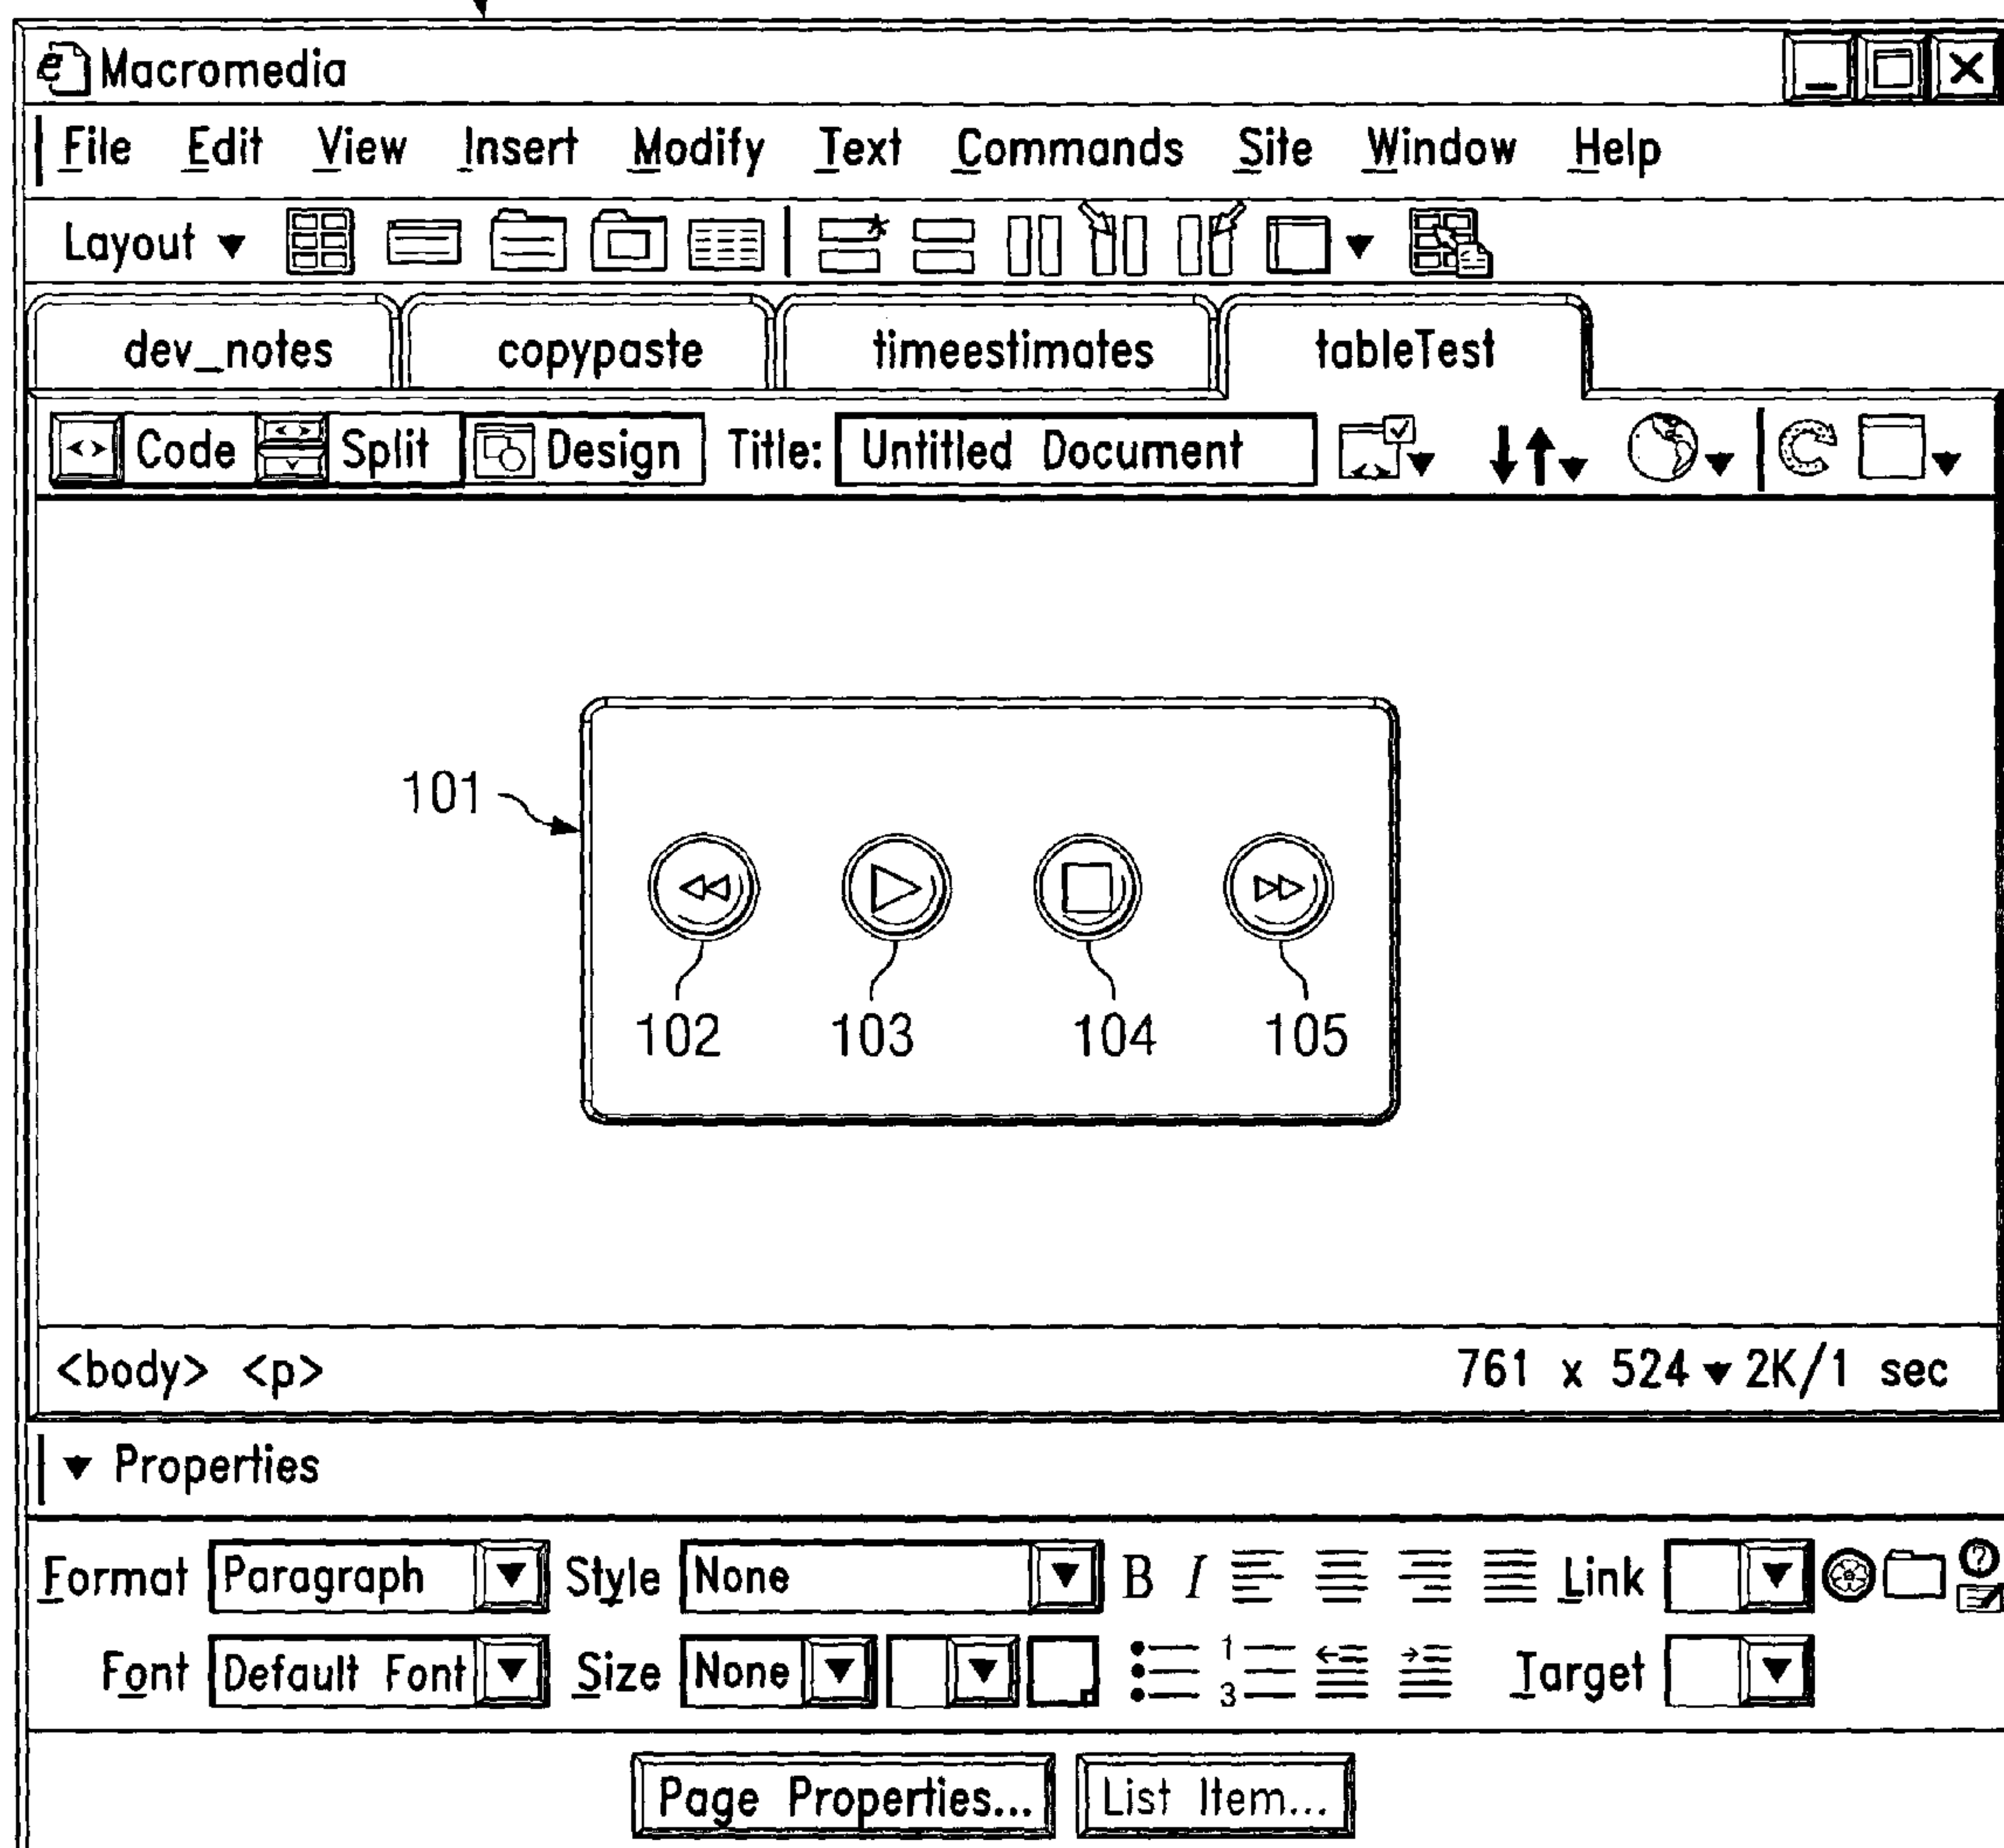 Macromedia
File Edit View Insert Modify Text Commands Site Window Help
Layout
dev_notes copypaste timeestimates tableTest
Code Split Design Title: Untitled Document
101
102 103 104 105
<body> <p> 761 x 524 2K/1 sec
Properties
Format Paragraph Style None B I Link
Font Default Font Size None 1 3 Target
Page Properties... List Item...